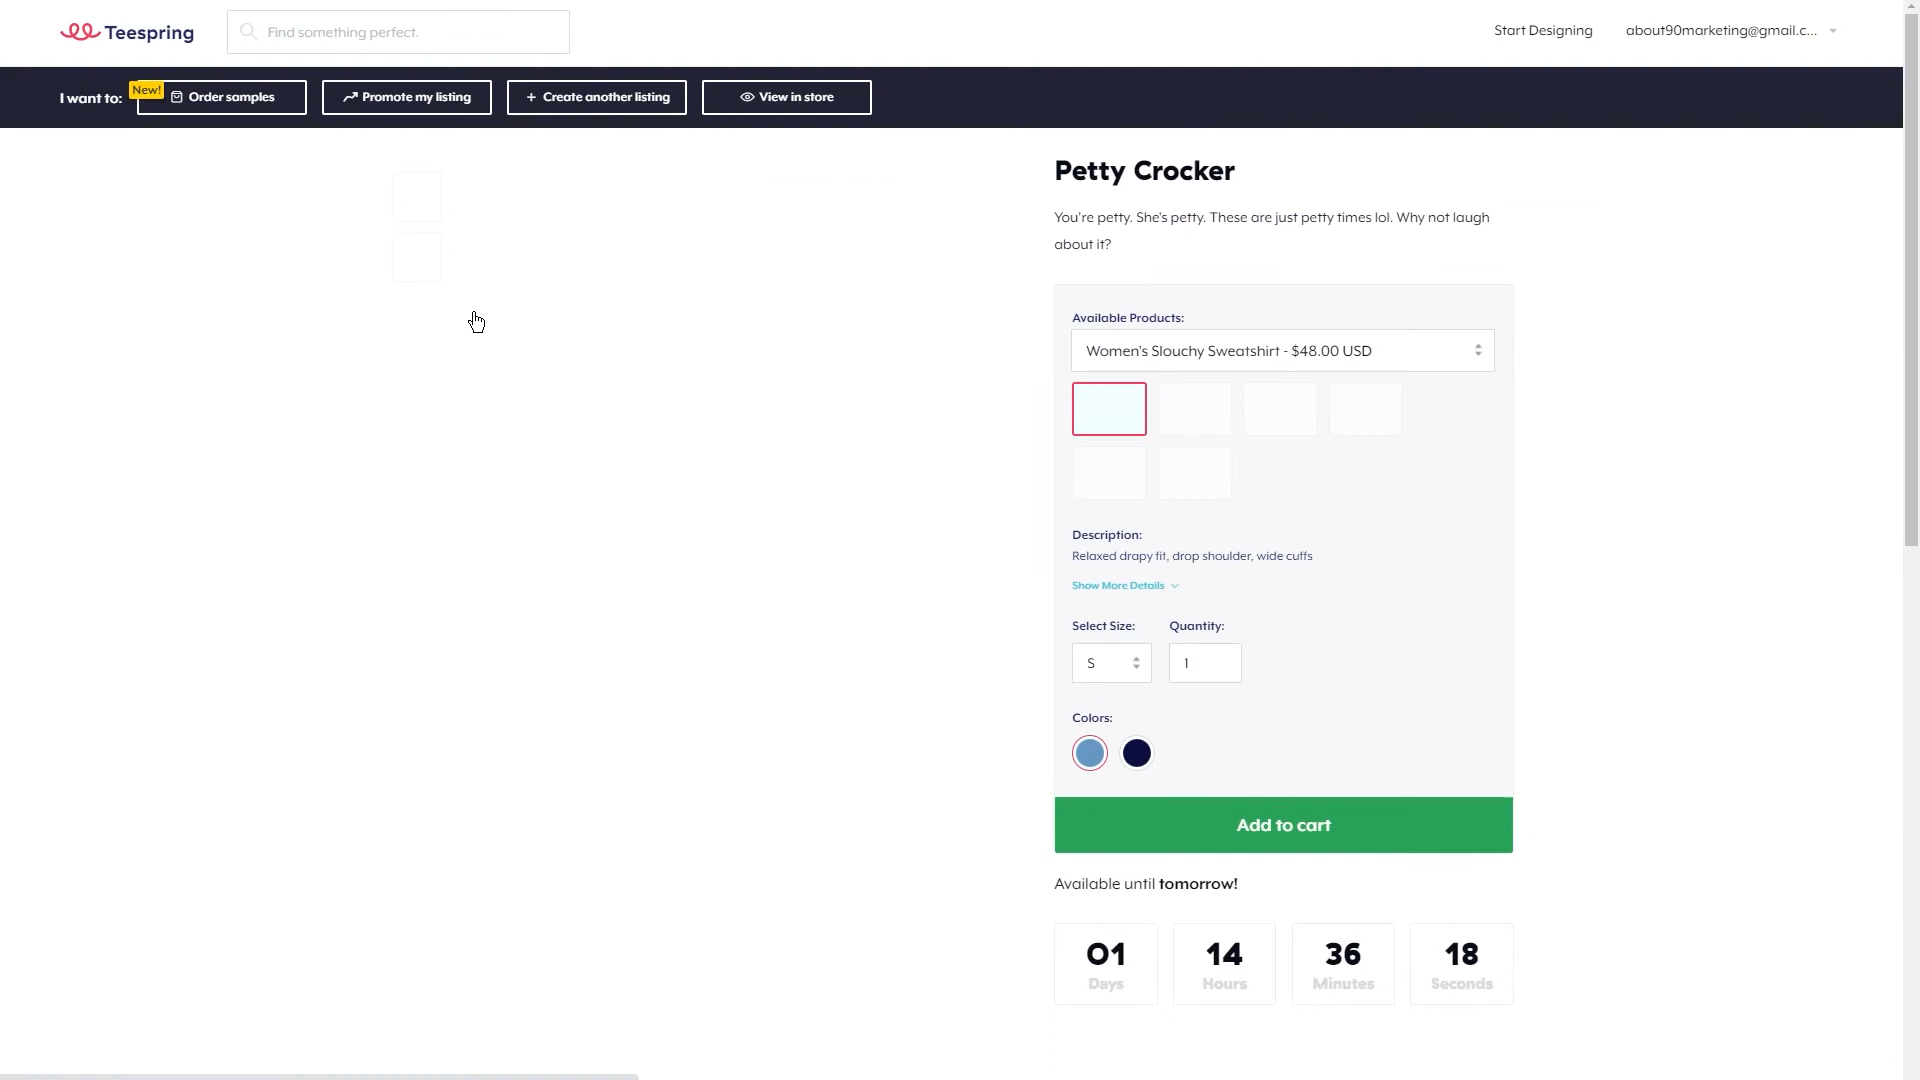 Teespring
Find something perfect.
Start Designing
about90marketing@gmail.c...
I want to:
New!
Order samples
Promote my listing
+ Create another listing
View in store
Petty Crocker
You're petty. She's petty. These are just petty times lol. Why not laugh
about it?
Available Products:
Women's Slouchy Sweatshirt - $48.00 USD
Description:
Relaxed drapy fit, drop shoulder, wide cuffs
Show More Details
Select Size:
Quantity:
S
1
Colors:
Add to cart
Available until tomorrow!
01
14
36
18
Days
Hours
Minutes
Seconds